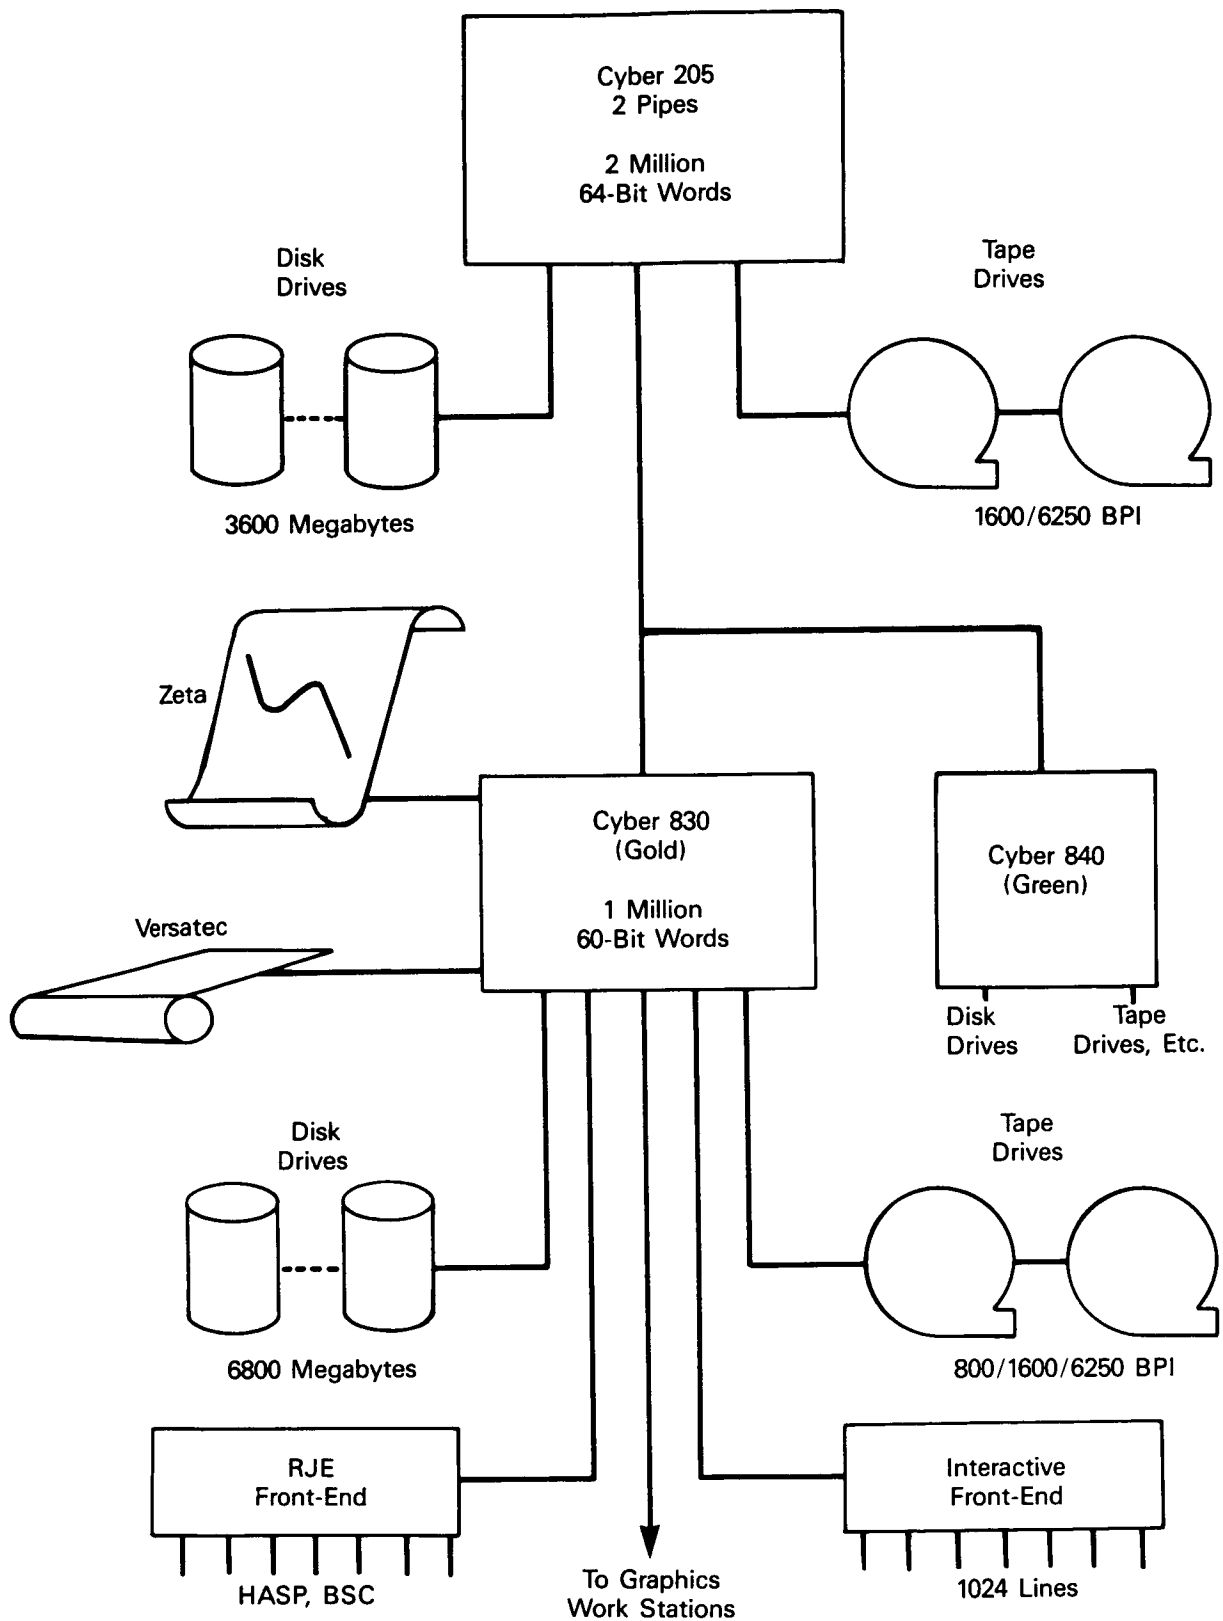 Cyber 205
2 Pipes
2 Million
64-Bit Words
Disk
Drives
Tape
Drives
3600 Megabytes
1600/6250 BPI
Zeta
Cyber 830
(Gold)
1 Million
60-Bit Words
Cyber 840
(Green)
Versatec
Disk
Drives
Tape
Drives, Etc.
Disk
Drives
Tape
Drives
6800 Megabytes
800/1600/6250 BPI
RJE
Front-End
Interactive
Front-End
HASP, BSC
To Graphics
Work Stations
1024 Lines